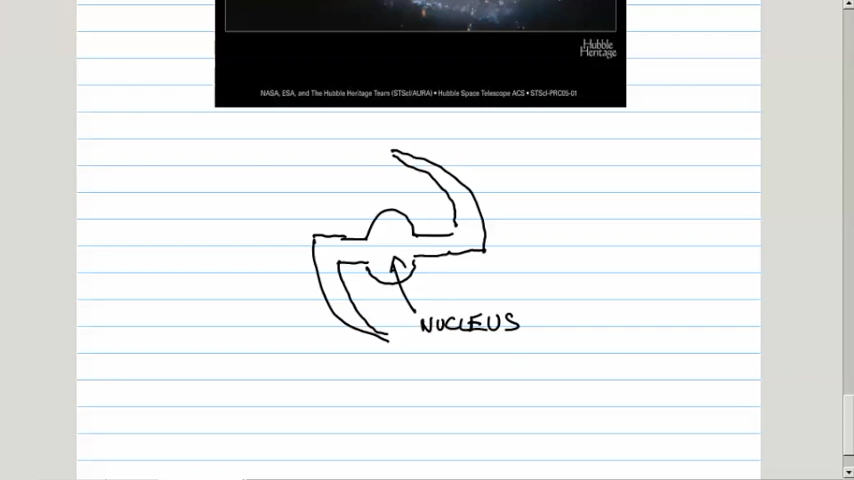 Hubble
Heritage
NASA, ESA, and The Hubble Heritage Team (STScI/AURA) • Hubble Space Telescope ACS • STScI-PRC05-01
NUCLEUS